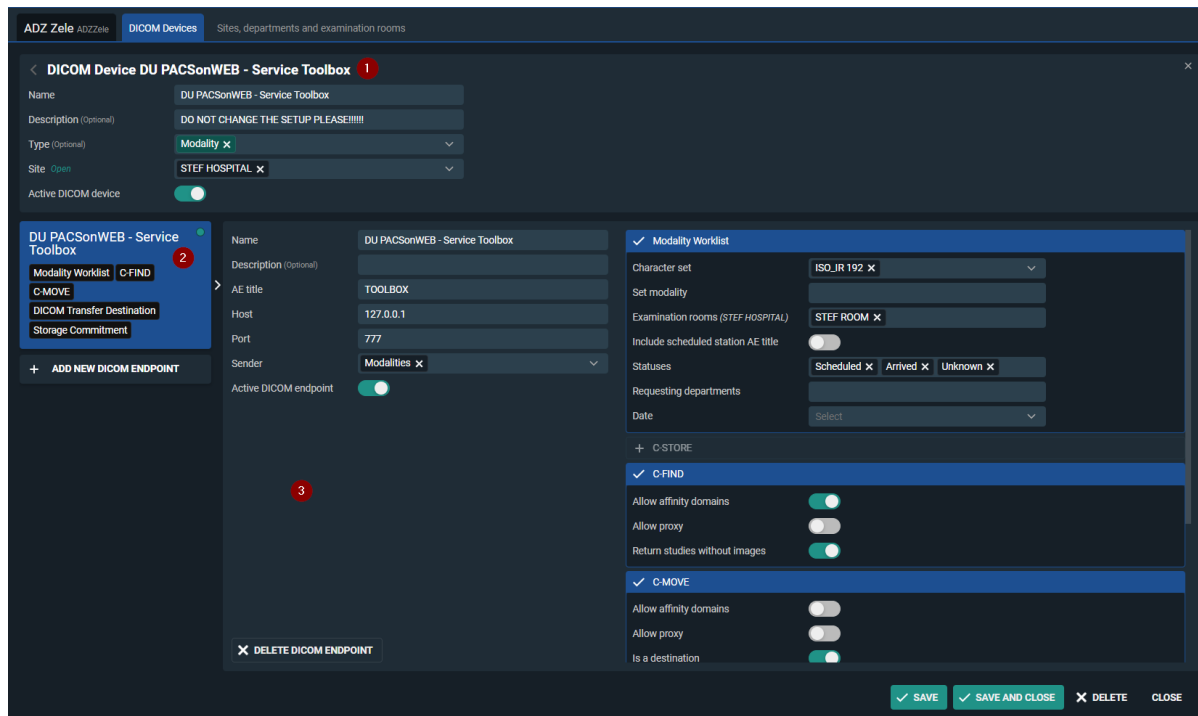 ADZ Zele ADZZele DICOM Devices Sites, departments and examination rooms
DICOM Device DU PACSonWEB - Service Toolbox 1
Name DU PACSonWEB - Service Toolbox
Description (Optional) DO NOT CHANGE THE SETUP PLEASE!!!!!!
Type (Optional) Modality
Site Open STEF HOSPITAL
Active DICOM device
DU PACSonWEB - Service
Toolbox
2
Modality Worklist C-FIND
C-MOVE
DICOM Transfer Destination
Storage Commitment
+ ADD NEW DICOM ENDPOINT
Name DU PACSonWEB - Service Toolbox
Description (Optional)
AE title TOOLBOX
Host 127.0.0.1
Port 777
Sender Modalities
Active DICOM endpoint
3
DELETE DICOM ENDPOINT
Modality Worklist
Character set ISO_IR 192
Set modality
Examination rooms (STEF HOSPITAL) STEF ROOM
Include scheduled station AE title
Statuses Scheduled Arrived Unknown
Requesting departments
Date Select
+ C-STORE
C-FIND
Allow affinity domains
Allow proxy
Return studies without images
C-MOVE
Allow affinity domains
Allow proxy
Is a destination
SAVE SAVE AND CLOSE DELETE CLOSE